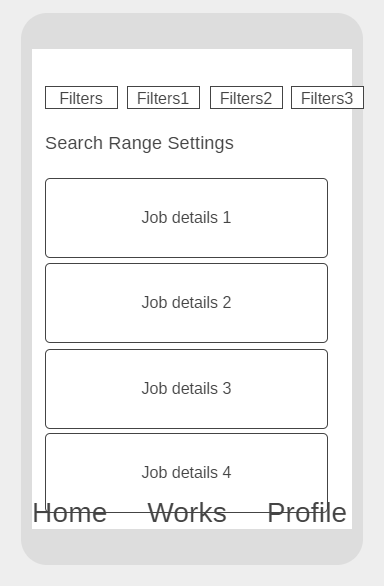 Filters Filters1 Filters2 Filters3
Search Range Settings
Job details 1
Job details 2
Job details 3
Job details 4
Home Works Profile